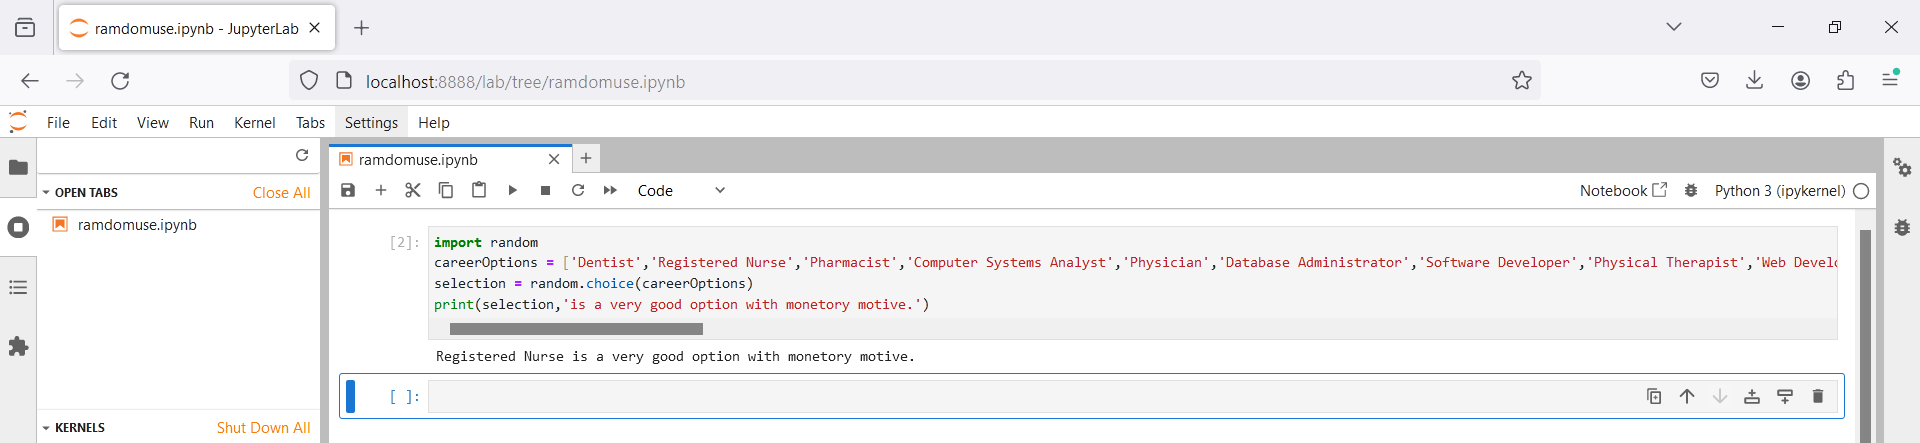 ramdomuse.ipynb - JupyterLab
localhost:8888/lab/tree/ramdomuse.ipynb
File Edit View Run Kernel Tabs Settings Help
ramdomuse.ipynb
OPEN TABS Close All
Code Notebook Python 3 (ipykernel)
ramdomuse.ipynb
[2]: import random
careerOptions = ['Dentist','Registered Nurse','Pharmacist','Computer Systems Analyst','Physician','Database Administrator','Software Developer','Physical Therapist','Web Develo
selection = random.choice(careerOptions)
print(selection,'is a very good option with monetory motive.')
Registered Nurse is a very good option with monetory motive.
[ ]:
KERNELS Shut Down All